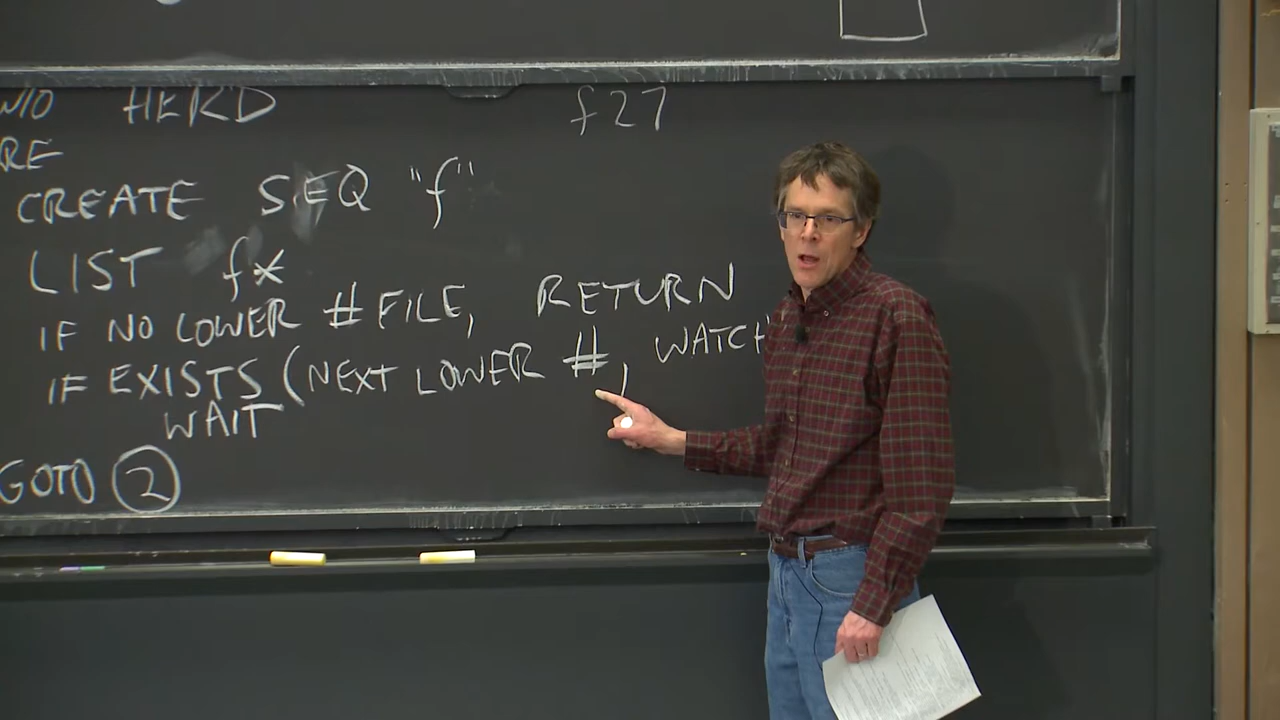 W/O HERD
f27
RE
CREATE SEQ "f"
LIST f*
IF NO LOWER #FILE, RETURN
IF EXISTS (NEXT LOWER #, WATCH
WAIT
GOTO 2